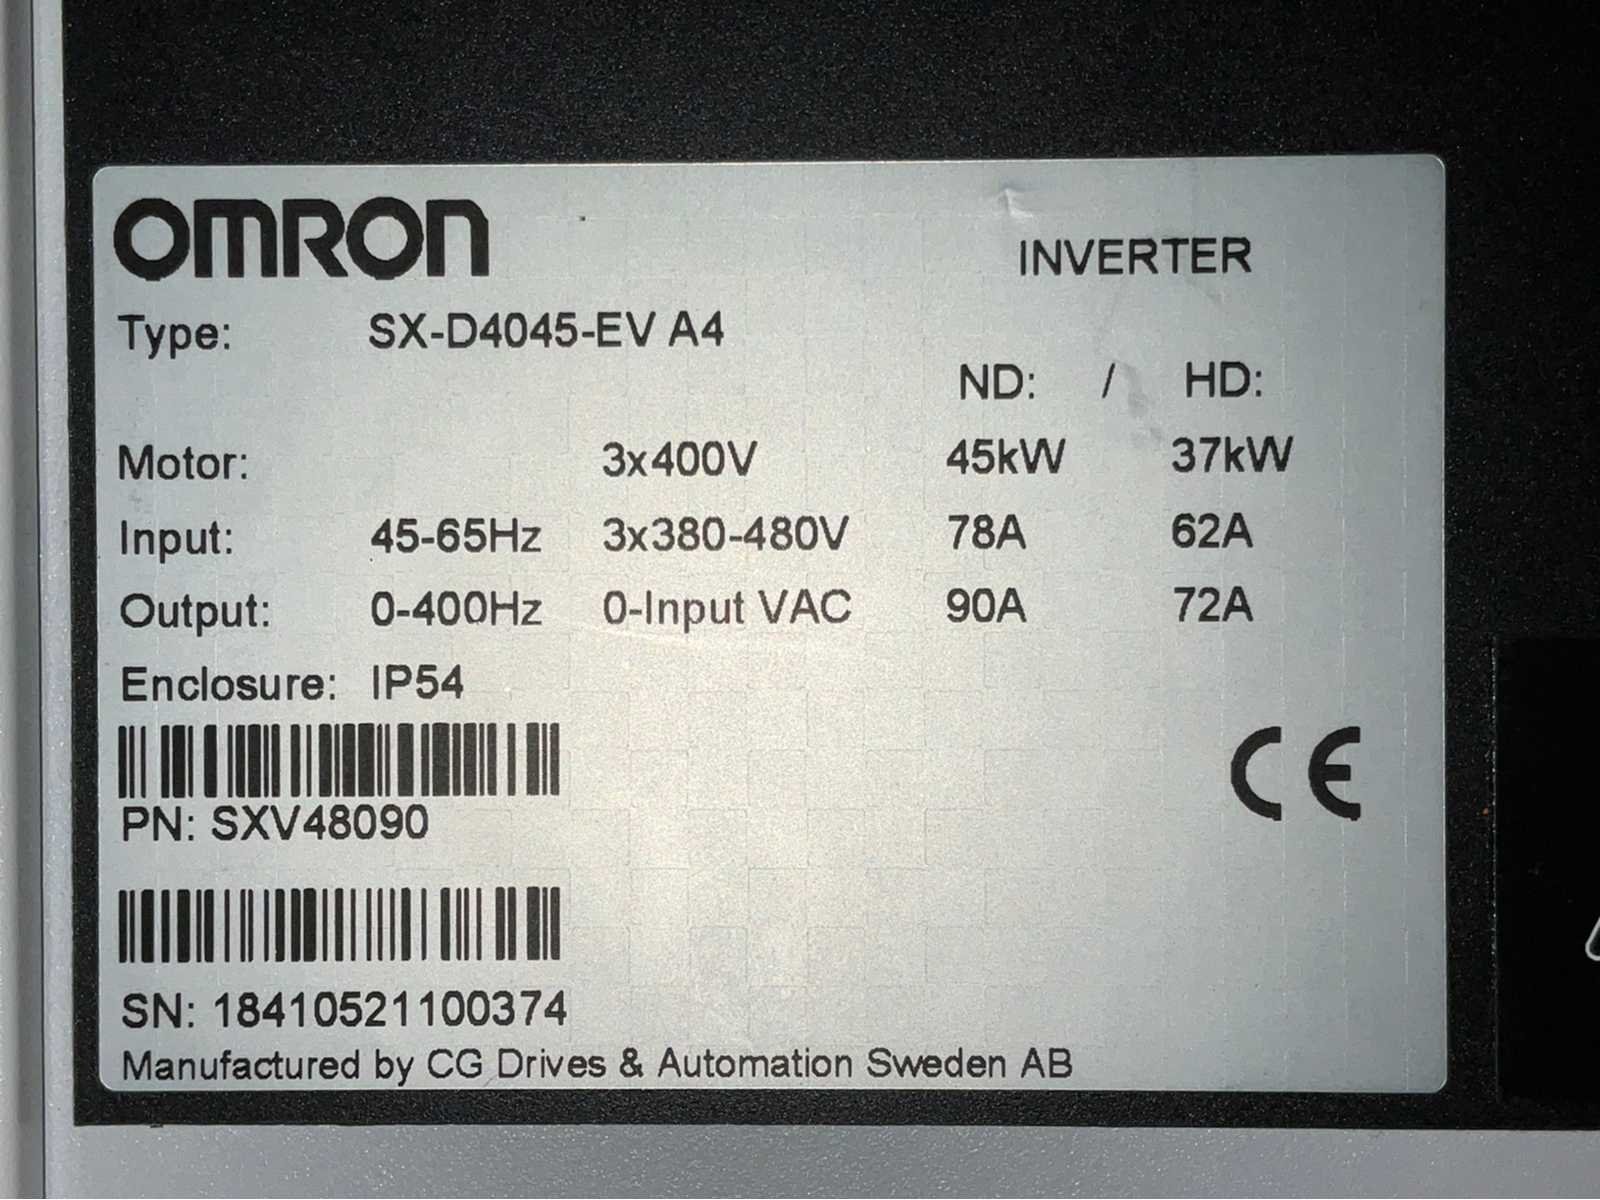 OMRON
INVERTER
Type: SX-D4045-EV A4
ND: / HD:
Motor: 3x400V 45kW 37kW
Input: 45-65Hz 3x380-480V 78A 62A
Output: 0-400Hz 0-Input VAC 90A 72A
Enclosure: IP54
CE
PN: SXV48090
SN: 18410521100374
Manufactured by CG Drives & Automation Sweden AB